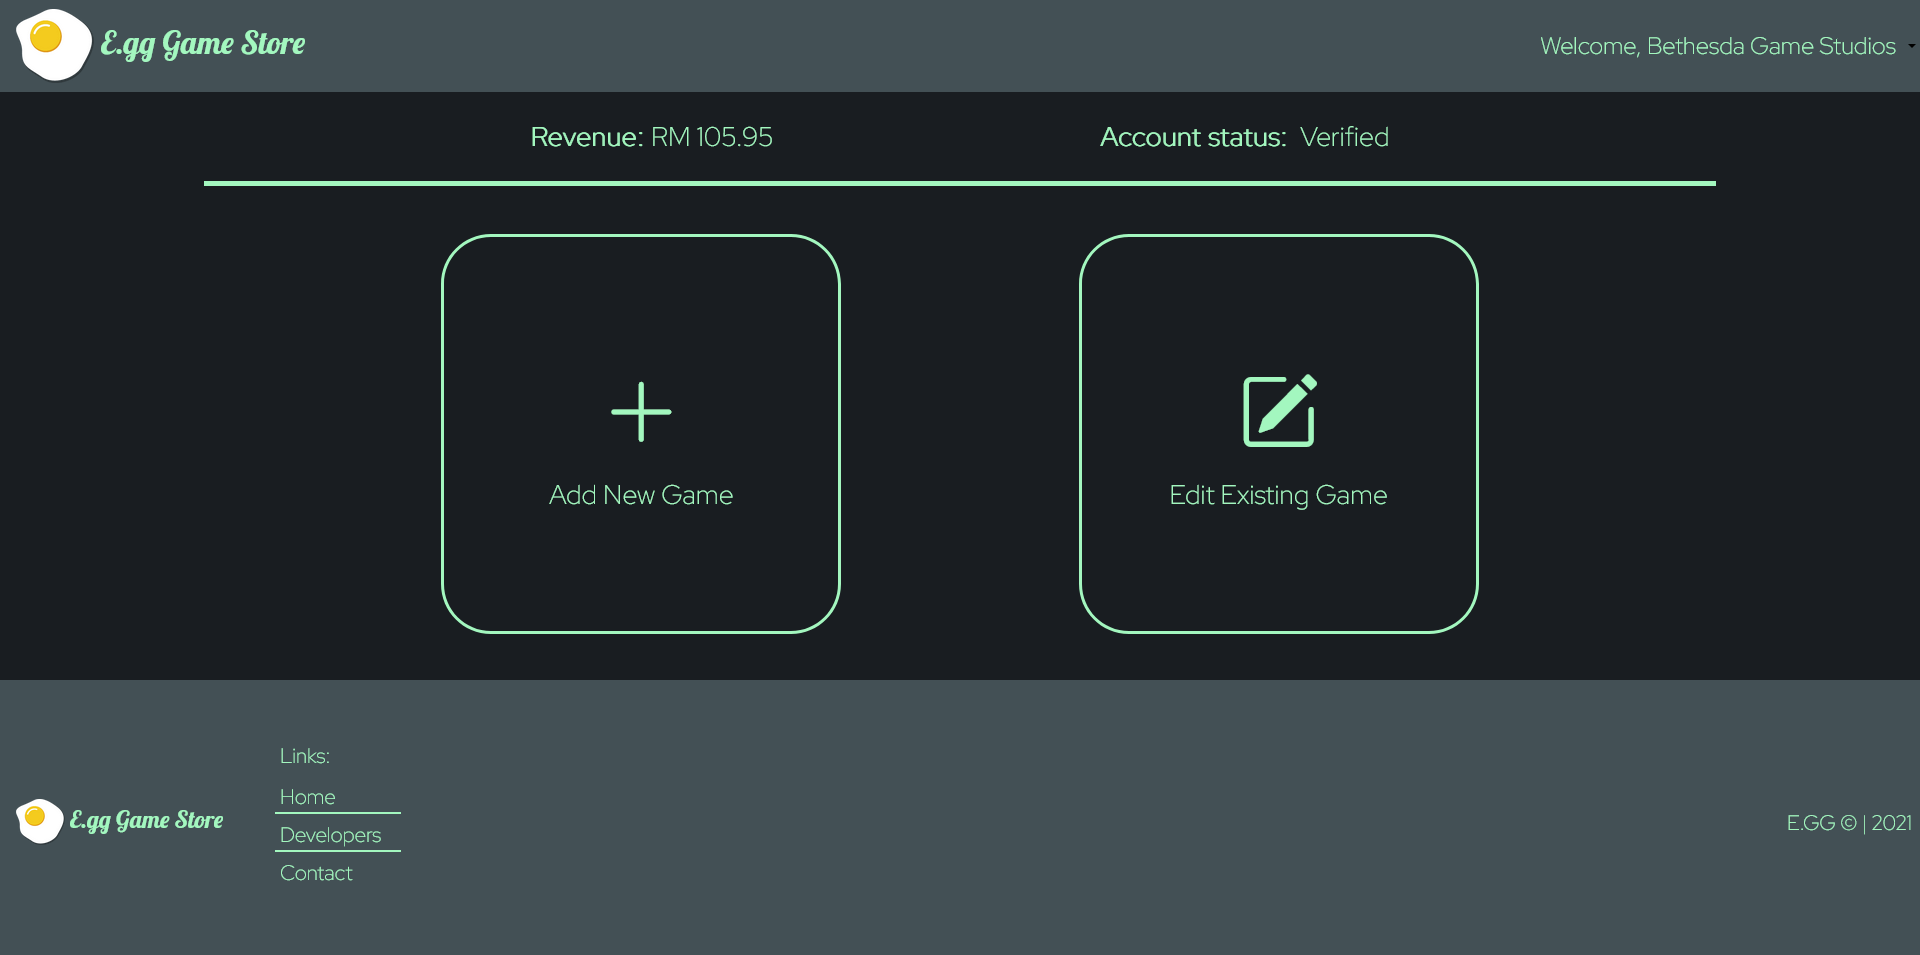 E.gg Game Store
Welcome, Bethesda Game Studios
Revenue: RM 105.95
Account status: Verified
Add New Game
Edit Existing Game
Links:
Home
Developers
Contact
E.gg Game Store
E.GG © | 2021